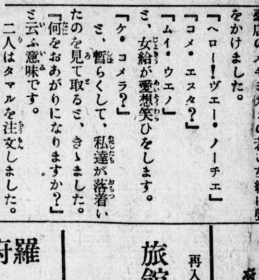 をかけました。
『ヘロー！ヴエー・ノーチエ』
『コメ・エスタ？』
『ムイ・ウエノ』
と、女給が愛想笑ひをします。
『ケ・コメラ？』
と、暫らくして、私達が落着い
たのを見て取ると、きゝました。
『何をおあがりになりますか？』
と云ふ意味です。
二人はタマルを注文しました。
再入
旅館
羅府